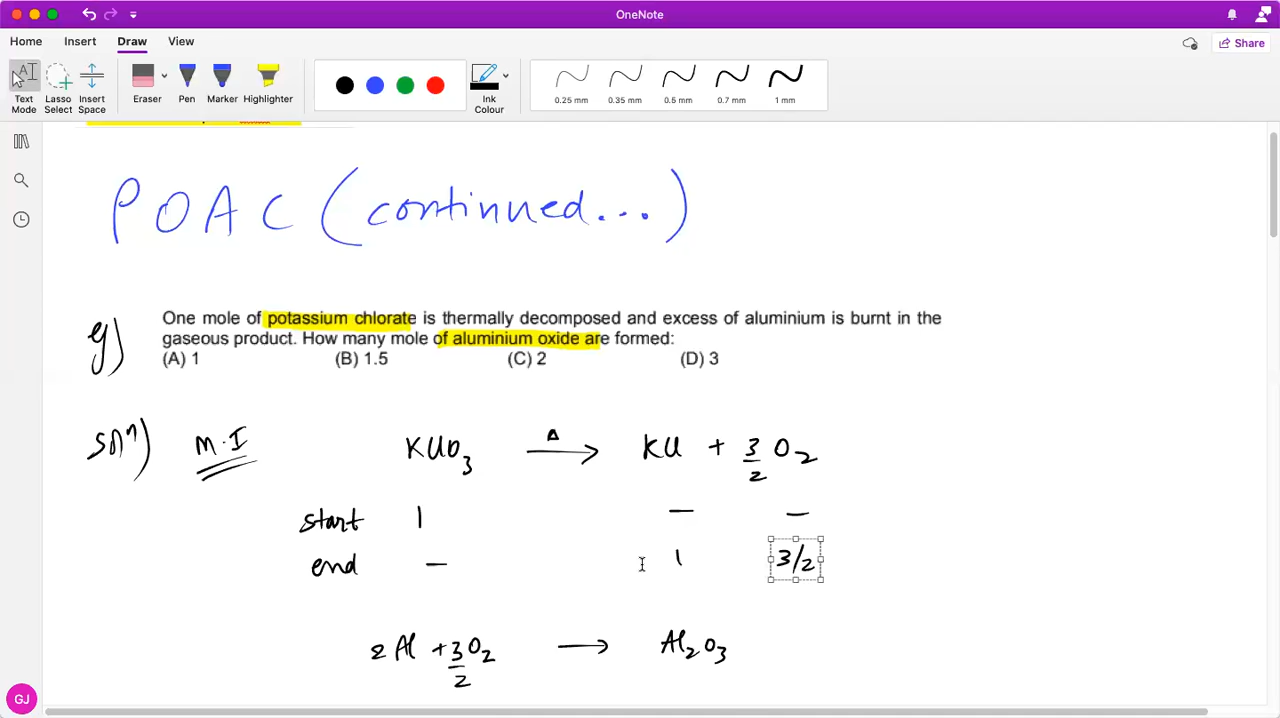 OneNote
Home Insert Draw View
Share
Text Mode Lasso Select Insert Space Eraser Pen Marker Highlighter Ink Colour 0.25 mm 0.35 mm 0.5 mm 0.7 mm 1 mm
POAC (continued...)
eg) One mole of potassium chlorate is thermally decomposed and excess of aluminium is burnt in the
gaseous product. How many mole of aluminium oxide are formed:
(A) 1 (B) 1.5 (C) 2 (D) 3
Solⁿ) M.I KClO₃ Δ → KCl + 3/2 O₂
start 1 – –
end – 1 3/2
2 Al + 3/2 O₂ → Al₂O₃
GJ